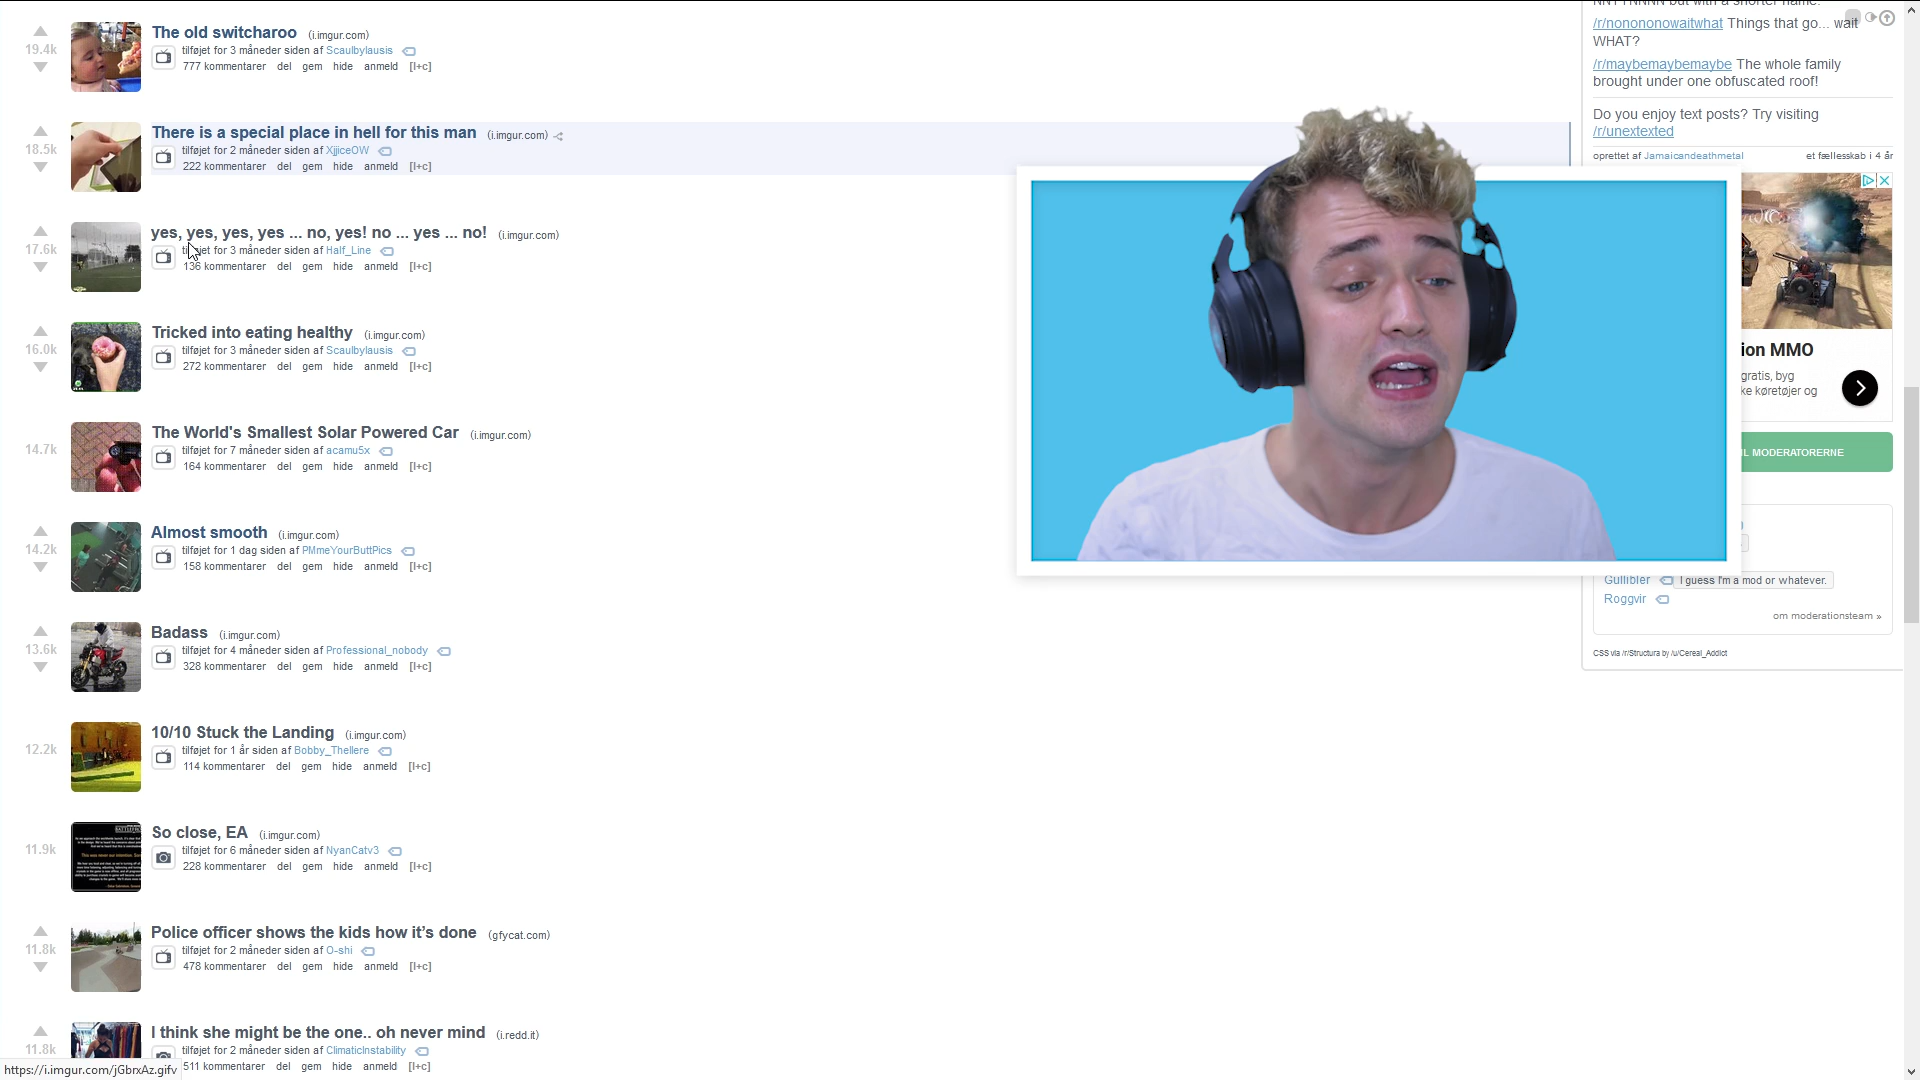 The old switcharoo (i.imgur.com)
19.4k
tilføjet for 3 måneder siden af Scaulbylausis
777 kommentarer del gem hide anmeld [l+c]
There is a special place in hell for this man (i.imgur.com)
18.5k
tilføjet for 2 måneder siden af XjjiceOW
222 kommentarer del gem hide anmeld [l+c]
yes, yes, yes, yes ... no, yes! no ... yes ... no! (i.imgur.com)
17.6k
for 3 måneder siden af Half_Line
136 kommentarer del gem hide anmeld [l+c]
Tricked into eating healthy (i.imgur.com)
16.0k
tilføjet for 3 måneder siden af Scaulbylausis
272 kommentarer del gem hide anmeld [l+c]
The World's Smallest Solar Powered Car (i.imgur.com)
14.7k
tilføjet for 7 måneder siden af acamu5x
164 kommentarer del gem hide anmeld [l+c]
Almost smooth (i.imgur.com)
14.2k
tilføjet for 1 dag siden af PMmeYourButtPics
158 kommentarer del gem hide anmeld [l+c]
Badass (i.imgur.com)
13.6k
tilføjet for 4 måneder siden af Professional_nobody
328 kommentarer del gem hide anmeld [l+c]
10/10 Stuck the Landing (i.imgur.com)
12.2k
tilføjet for 1 år siden af Bobby_Thellere
114 kommentarer del gem hide anmeld [l+c]
So close, EA (i.imgur.com)
11.9k
tilføjet for 6 måneder siden af NyanCatv3
228 kommentarer del gem hide anmeld [l+c]
Police officer shows the kids how it’s done (gfycat.com)
11.8k
tilføjet for 2 måneder siden af O-shi
478 kommentarer del gem hide anmeld [l+c]
I think she might be the one.. oh never mind (i.redd.it)
11.8k
tilføjet for 2 måneder siden af ClimaticInstability
511 kommentarer del gem hide anmeld [l+c]
https://i.imgur.com/jGbrxAz.gifv
but with a shorter name.
/r/nonononowaitwhat Things that go... wait
WHAT?
/r/maybemaybemaybe The whole family
brought under one obfuscated roof!
Do you enjoy text posts? Try visiting
/r/unextexted
oprettet af Jamaicandeathmetal et fællesskab i 4 år
ion MMO
gratis, byg
ke køretøjer og
IL MODERATORERNE
Gullibler I guess I'm a mod or whatever.
Roggvir
om moderationsteam »
CSS via /r/Structura by /u/Cereal_Addict